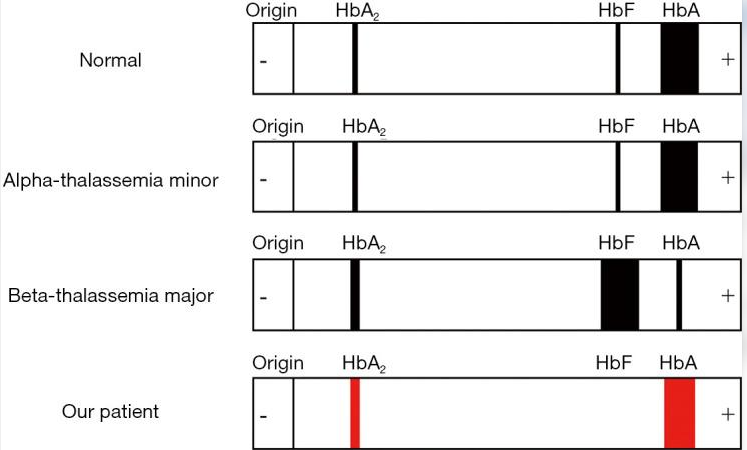 Origin HbA₂ HbF HbA
Normal - +
Origin HbA₂ HbF HbA
Alpha-thalassemia minor - +
Origin HbA₂ HbF HbA
Beta-thalassemia major - +
Origin HbA₂ HbF HbA
Our patient - +